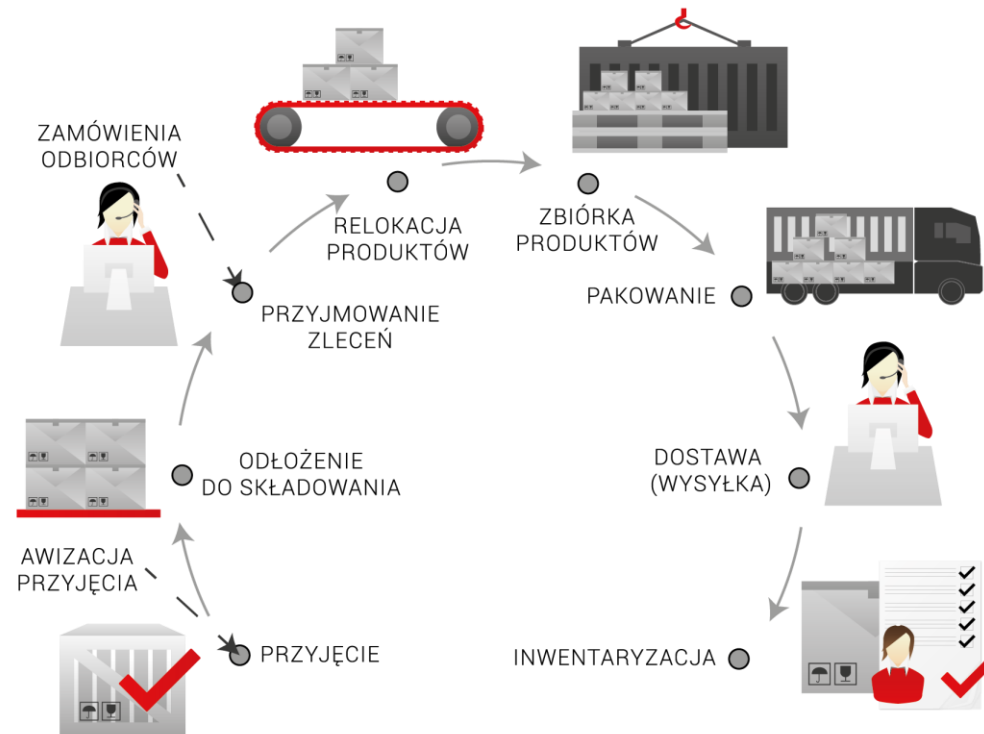 ZAMÓWIENIA
ODBIORCÓW
RELOKACJA
PRODUKTÓW
ZBIÓRKA
PRODUKTÓW
PRZYJMOWANIE
ZLECEŃ
PAKOWANIE
ODŁOŻENIE
DO SKŁADOWANIA
DOSTAWA
(WYSYŁKA)
AWIZACJA
PRZYJĘCIA
PRZYJĘCIE
INWENTARYZACJA